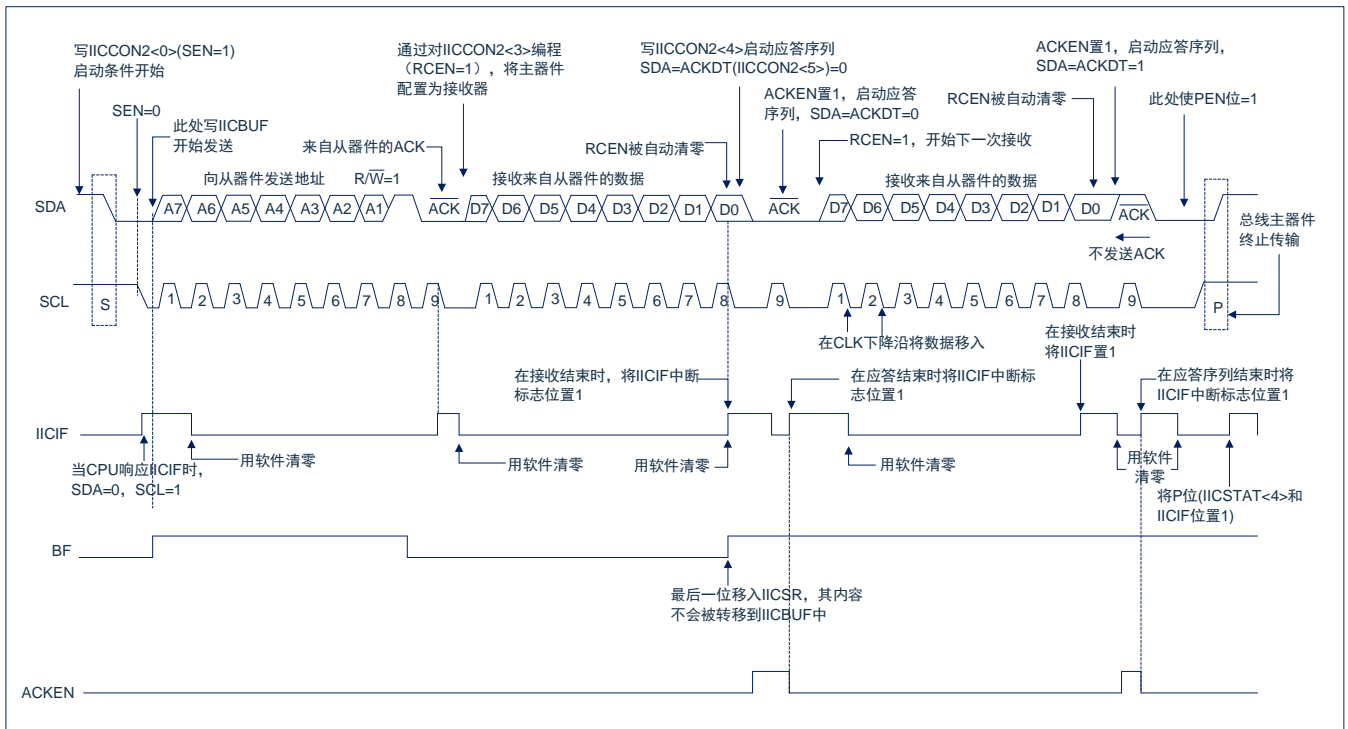 写IICCON2<0>(SEN=1)
启动条件开始
SEN=0
此处写IICBUF
开始发送
通过对IICCON2<3>编程
（RCEN=1），将主器件
配置为接收器
来自从器件的ACK
写IICCON2<4>启动应答序列
SDA=ACKDT(IICCON2<5>)=0
ACKEN置1，启动应答
序列，SDA=ACKDT=0
RCEN被自动清零
RCEN=1，开始下一次接收
ACKEN置1，启动应答序列，
SDA=ACKDT=1
RCEN被自动清零
此处使PEN位=1
向从器件发送地址
R/W=1
接收来自从器件的数据
接收来自从器件的数据
SDA
A7 A6 A5 A4 A3 A2 A1 ACK D7 D6 D5 D4 D3 D2 D1 D0 ACK D7 D6 D5 D4 D3 D2 D1 D0 ACK
不发送ACK
总线主器件
终止传输
SCL
S 1 2 3 4 5 6 7 8 9 1 2 3 4 5 6 7 8 9 1 2 3 4 5 6 7 8 9 P
在CLK下降沿将数据移入
在接收结束时，将IICIF中断
标志位置1
在应答结束时将IICIF中断标
志位置1
在接收结束时
将IICIF置1
在应答序列结束时将
IICIF中断标志位置1
IICIF
当CPU响应IICIF时，
SDA=0，SCL=1
用软件清零
用软件清零
用软件清零
用软件清零
用软件
清零
将P位(IICSTAT<4>和
IICIF位置1)
BF
最后一位移入IICSR，其内容
不会被转移到IICBUF中
ACKEN